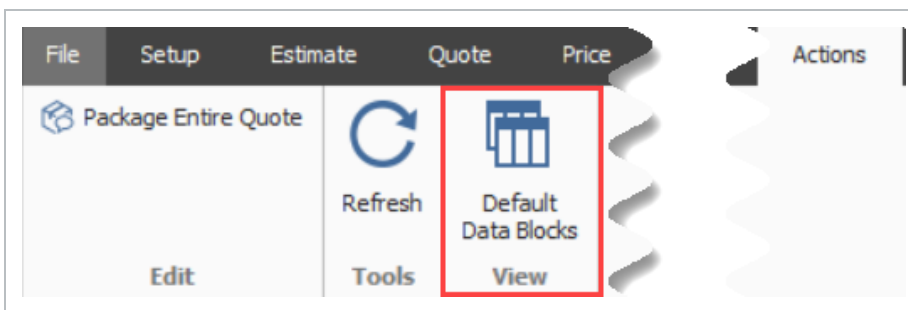 File Setup Estimate Quote Price Actions
Package Entire Quote
Refresh
Default
Data Blocks
Edit Tools View